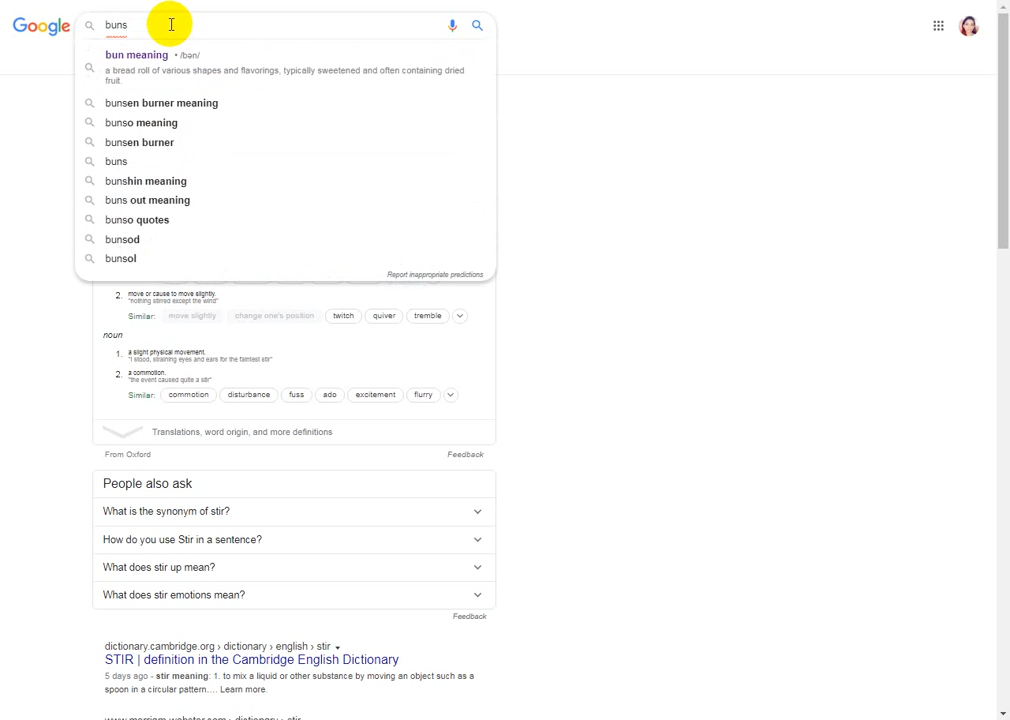 Google
buns
bun meaning • /bən/
a bread roll of various shapes and flavorings, typically sweetened and often containing dried
fruit.
bunsen burner meaning
bunso meaning
bunsen burner
buns
bunshin meaning
buns out meaning
bunso quotes
bunsod
bunsol
Report inappropriate predictions
2. move or cause to move slightly.
"nothing stirred except the wind"
Similar: move slightly change one's position twitch quiver tremble
noun
1. a slight physical movement.
"I stood, straining eyes and ears for the faintest stir"
2. a commotion.
"the event caused quite a stir"
Similar: commotion disturbance fuss ado excitement flurry
Translations, word origin, and more definitions
From Oxford Feedback
People also ask
What is the synonym of stir?
How do you use Stir in a sentence?
What does stir up mean?
What does stir emotions mean?
Feedback
dictionary.cambridge.org › dictionary › english › stir
STIR | definition in the Cambridge English Dictionary
5 days ago - stir meaning: 1. to mix a liquid or other substance by moving an object such as a
spoon in a circular pattern.... Learn more.
www.merriam-webster.com › dictionary › stir